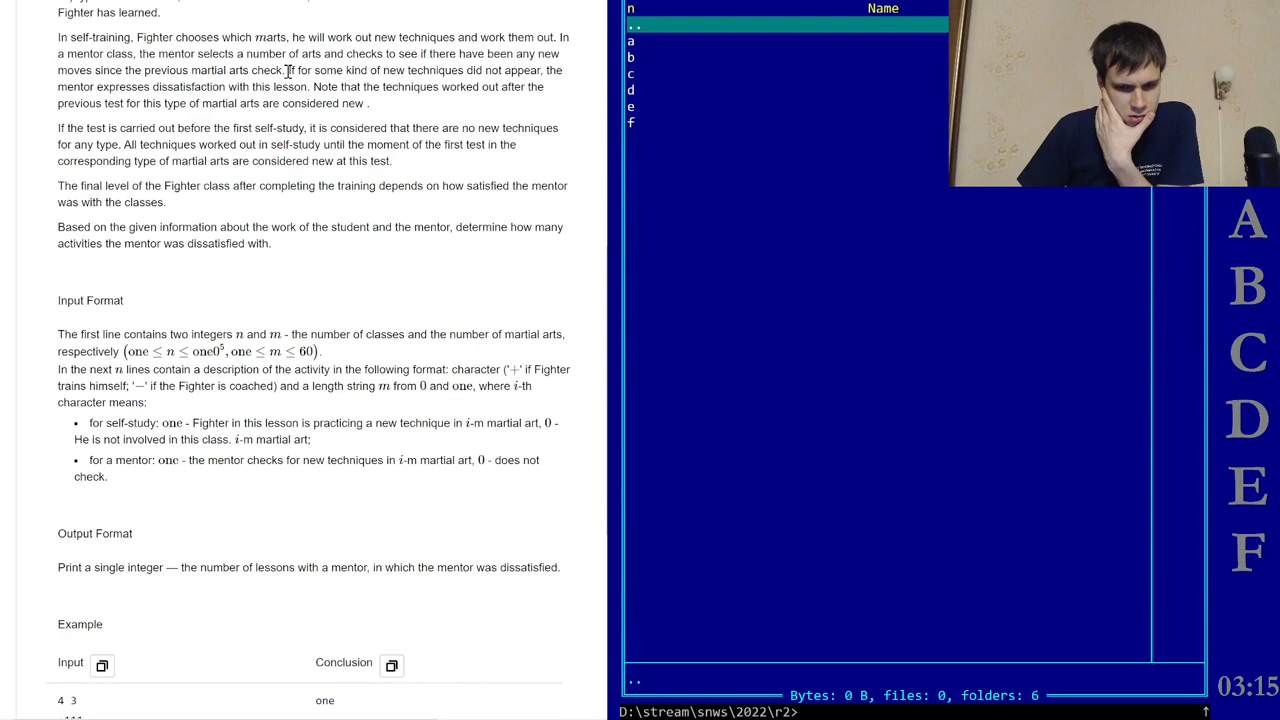 Fighter has learned.
In self-training, Fighter chooses which marts, he will work out new techniques and work them out. In
a mentor class, the mentor selects a number of arts and checks to see if there have been any new
moves since the previous martial arts check. If for some kind of new techniques did not appear, the
mentor expresses dissatisfaction with this lesson. Note that the techniques worked out after the
previous test for this type of martial arts are considered new .
If the test is carried out before the first self-study, it is considered that there are no new techniques
for any type. All techniques worked out in self-study until the moment of the first test in the
corresponding type of martial arts are considered new at this test.
The final level of the Fighter class after completing the training depends on how satisfied the mentor
was with the classes.
Based on the given information about the work of the student and the mentor, determine how many
activities the mentor was dissatisfied with.
Input Format
The first line contains two integers n and m - the number of classes and the number of martial arts,
respectively (one ≤ n ≤ one0⁵, one ≤ m ≤ 60).
In the next n lines contain a description of the activity in the following format: character ('+' if Fighter
trains himself; '−' if the Fighter is coached) and a length string m from 0 and one, where i-th
character means:
• for self-study: one - Fighter in this lesson is practicing a new technique in i-m martial art, 0 -
He is not involved in this class. i-m martial art;
• for a mentor: one - the mentor checks for new techniques in i-m martial art, 0 - does not
check.
Output Format
Print a single integer — the number of lessons with a mentor, in which the mentor was dissatisfied.
Example
Input Conclusion
4 3 one
n Name
..
a
b
c
d
e
f
..
Bytes: 0 B, files: 0, folders: 6
D:\stream\snws\2022\r2> ↑
A
B
C
D
E
F
03:15